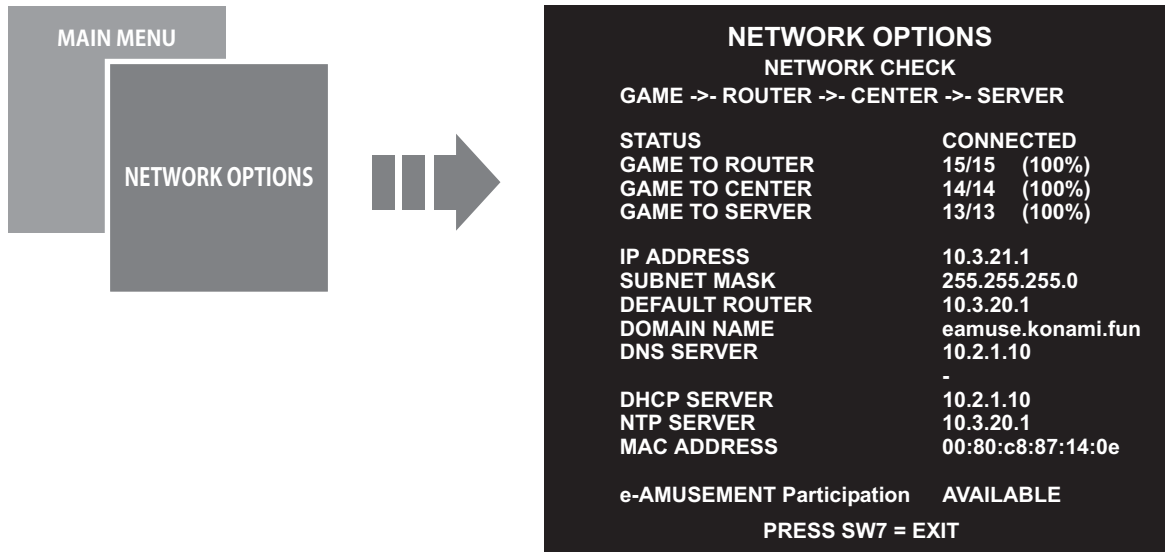 MAIN MENU
NETWORK OPTIONS
NETWORK OPTIONS
NETWORK CHECK
GAME ->- ROUTER ->- CENTER ->- SERVER
STATUS CONNECTED
GAME TO ROUTER 15/15 (100%)
GAME TO CENTER 14/14 (100%)
GAME TO SERVER 13/13 (100%)
IP ADDRESS 10.3.21.1
SUBNET MASK 255.255.255.0
DEFAULT ROUTER 10.3.20.1
DOMAIN NAME eamuse.konami.fun
DNS SERVER 10.2.1.10
-
DHCP SERVER 10.2.1.10
NTP SERVER 10.3.20.1
MAC ADDRESS 00:80:c8:87:14:0e
e-AMUSEMENT Participation AVAILABLE
PRESS SW7 = EXIT